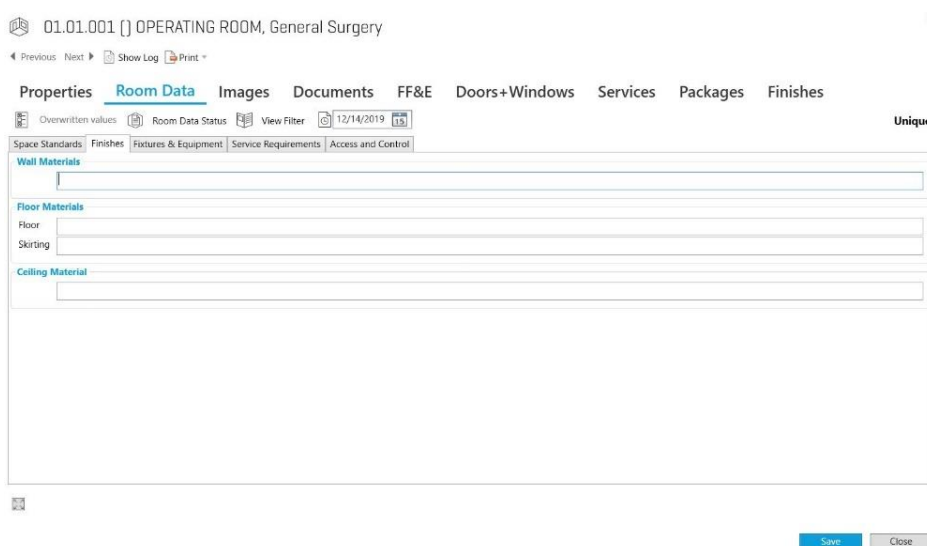 01.01.001 [] OPERATING ROOM, General Surgery
Previous Next Show Log Print
Properties Room Data Images Documents FF&E Doors+Windows Services Packages Finishes
Overwritten values Room Data Status View Filter 12/14/2019 15 Unique
Space Standards Finishes Fixtures & Equipment Service Requirements Access and Control
Wall Materials
Floor Materials
Floor
Skirting
Ceiling Material
Save Close